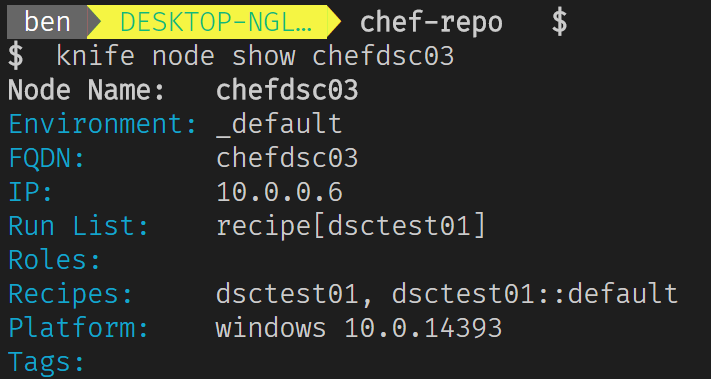 ben DESKTOP-NGL… chef-repo $
$ knife node show chefdsc03
Node Name: chefdsc03
Environment: _default
FQDN: chefdsc03
IP: 10.0.0.6
Run List: recipe[dsctest01]
Roles:
Recipes: dsctest01, dsctest01::default
Platform: windows 10.0.14393
Tags: